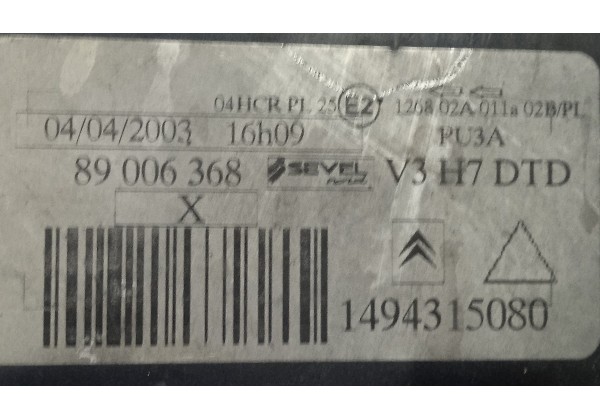 04HCR PL 25 E2 1268 02A 011a 02B/PL
04/04/2003 16h09 PU3A
89 006 368 SEVEL V3 H7 DTD
X
1494315080